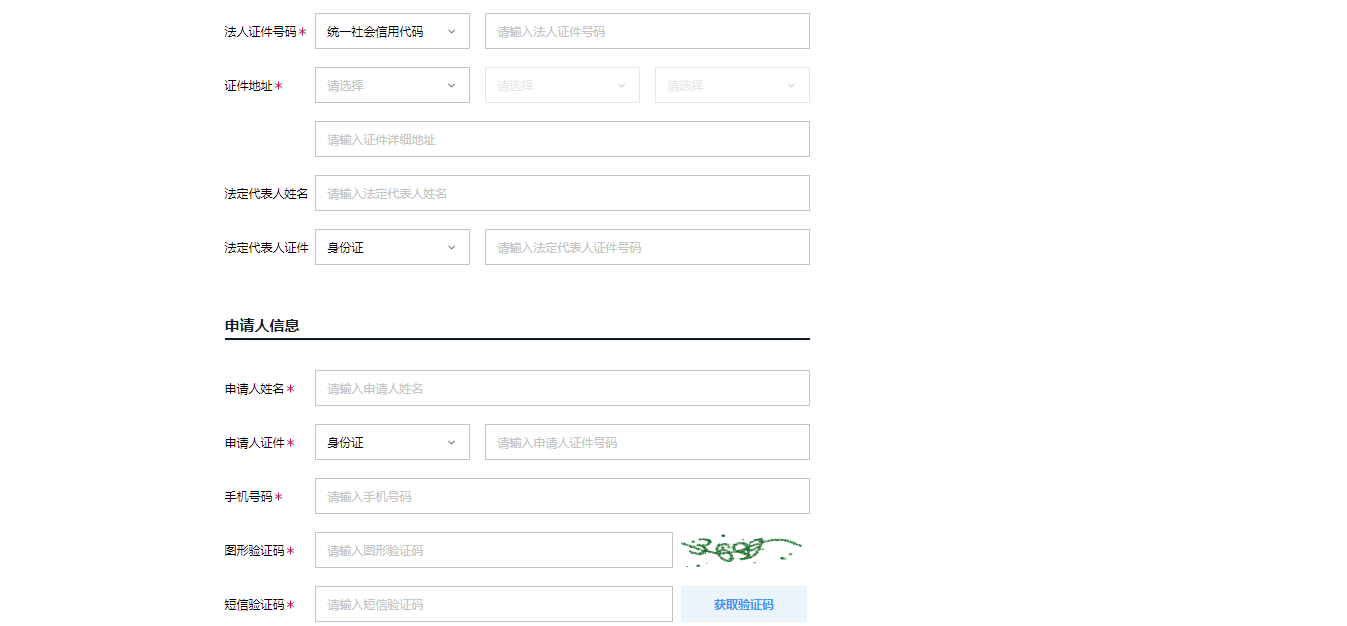 法人证件号码* 统一社会信用代码 请输入法人证件号码
证件地址* 请选择 请选择 请选择
请输入证件详细地址
法定代表人姓名 请输入法定代表人姓名
法定代表人证件 身份证 请输入法定代表人证件号码
申请人信息
申请人姓名* 请输入申请人姓名
申请人证件* 身份证 请输入申请人证件号码
手机号码* 请输入手机号码
图形验证码* 请输入图形验证码
短信验证码* 请输入短信验证码 获取验证码